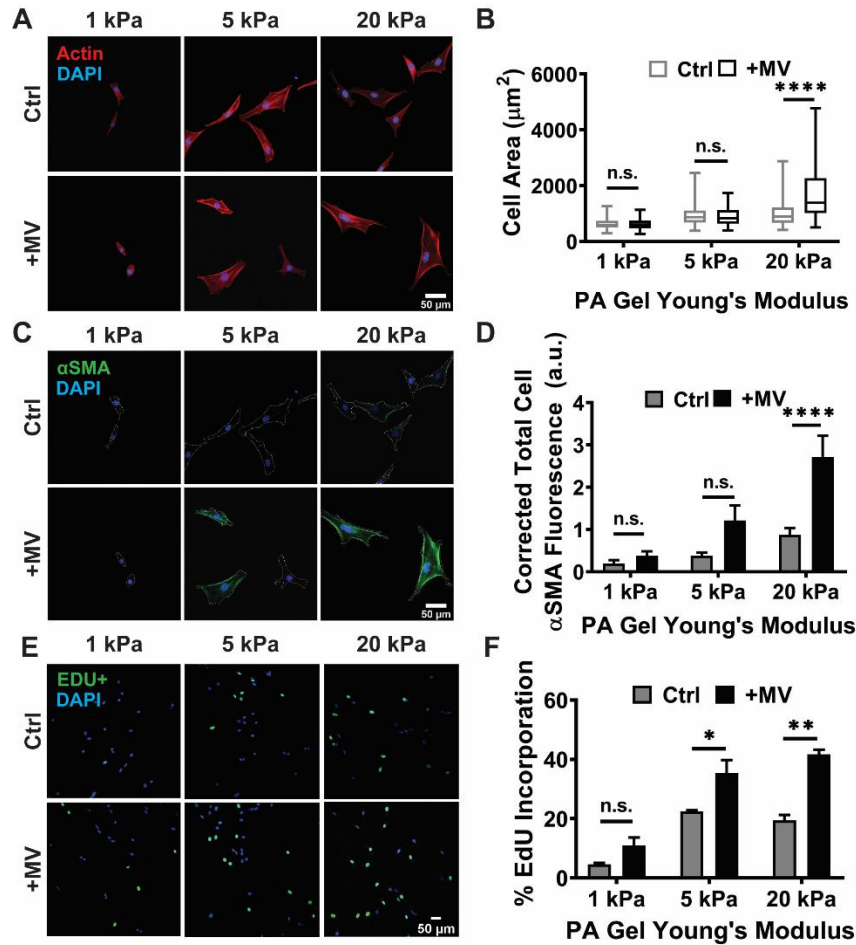 A
1 kPa 5 kPa 20 kPa
Actin
DAPI
Ctrl
+MV
50 μm
B
Ctrl +MV
Cell Area (μm²)
6000
4000
2000
0
n.s. n.s. ****
1 kPa 5 kPa 20 kPa
PA Gel Young's Modulus
C
1 kPa 5 kPa 20 kPa
αSMA
DAPI
Ctrl
+MV
50 μm
D
Ctrl +MV
Corrected Total Cell
αSMA Fluorescence (a.u.)
4
3
2
1
0
n.s. n.s. ****
1 kPa 5 kPa 20 kPa
PA Gel Young's Modulus
E
1 kPa 5 kPa 20 kPa
EDU+
DAPI
Ctrl
+MV
50 μm
F
Ctrl +MV
% EdU Incorporation
60
40
20
0
n.s. * **
1 kPa 5 kPa 20 kPa
PA Gel Young's Modulus